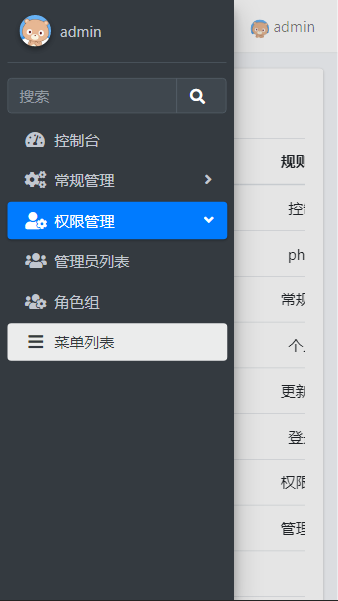 admin
admin
搜索
控制台
常规管理
权限管理
管理员列表
角色组
菜单列表
规则
控
ph
常规
个
更新
登
权限
管理